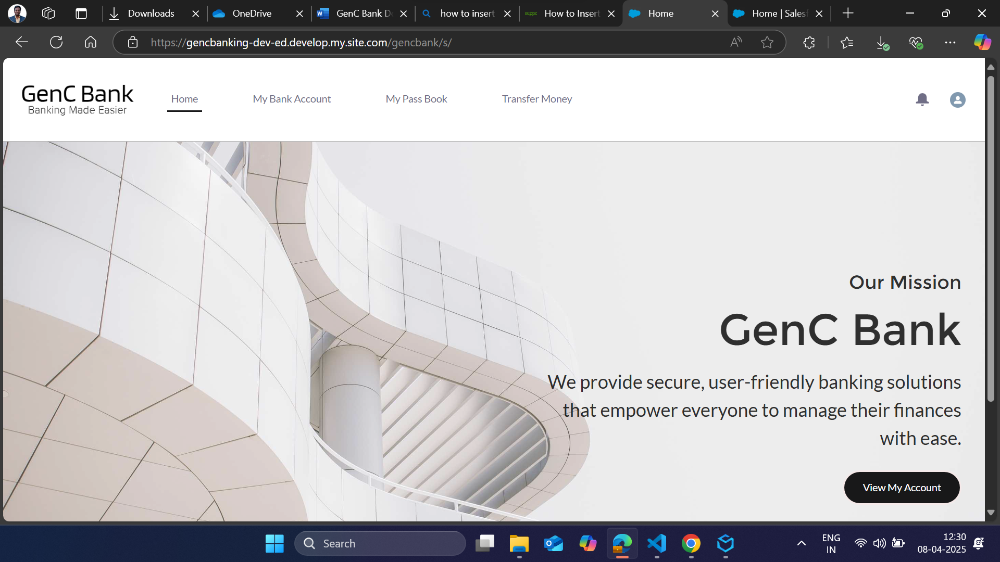 Downloads
OneDrive
GenC Bank Do
how to insert
How to Insert
Home
Home | Salesf
https://gencbanking-dev-ed.develop.my.site.com/gencbank/s/
GenC Bank
Banking Made Easier
Home
My Bank Account
My Pass Book
Transfer Money
Our Mission
GenC Bank
We provide secure, user-friendly banking solutions
that empower everyone to manage their finances
with ease.
View My Account
Search
ENG
IN
12:30
08-04-2025